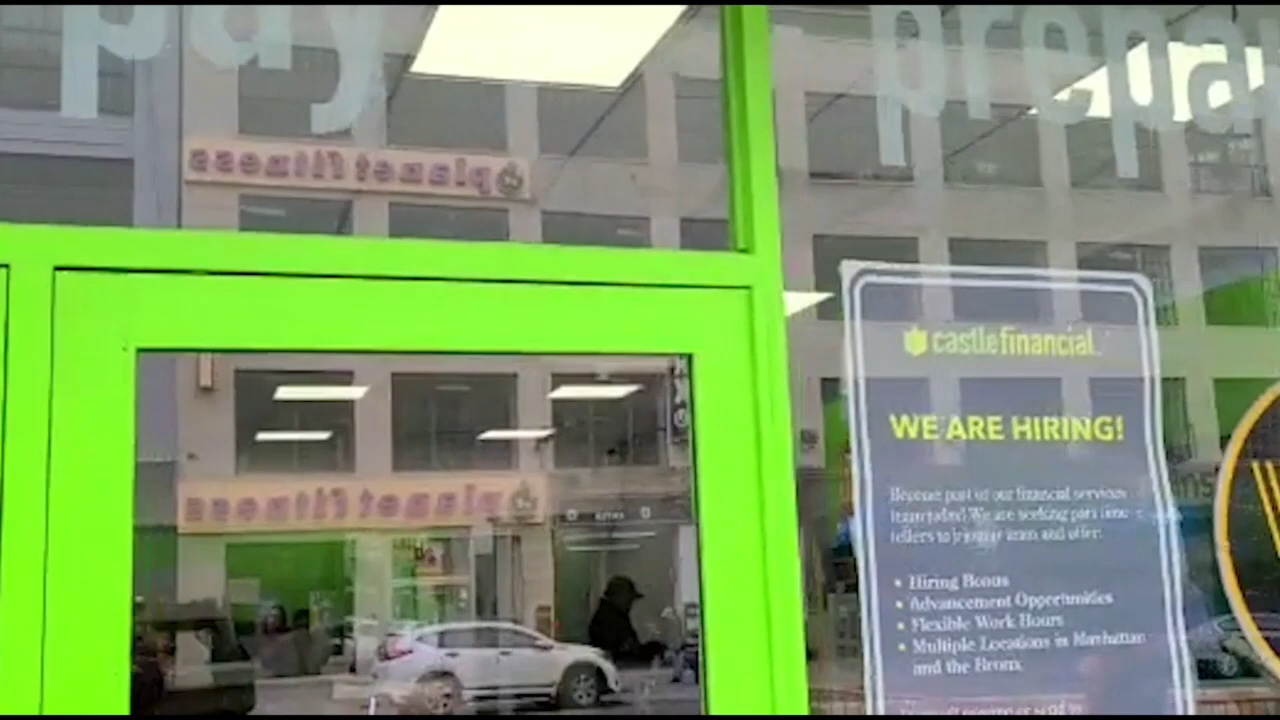 pay
prepa
planet fitness
castlefinancial
WE ARE HIRING!
planet fitness
Become part of our financial services
team today! We are seeking part time
tellers to join our team and offer:
• Hiring Bonus
• Advancement Opportunities
• Flexible Work Hours
• Multiple Locations in Manhattan
and the Bronx